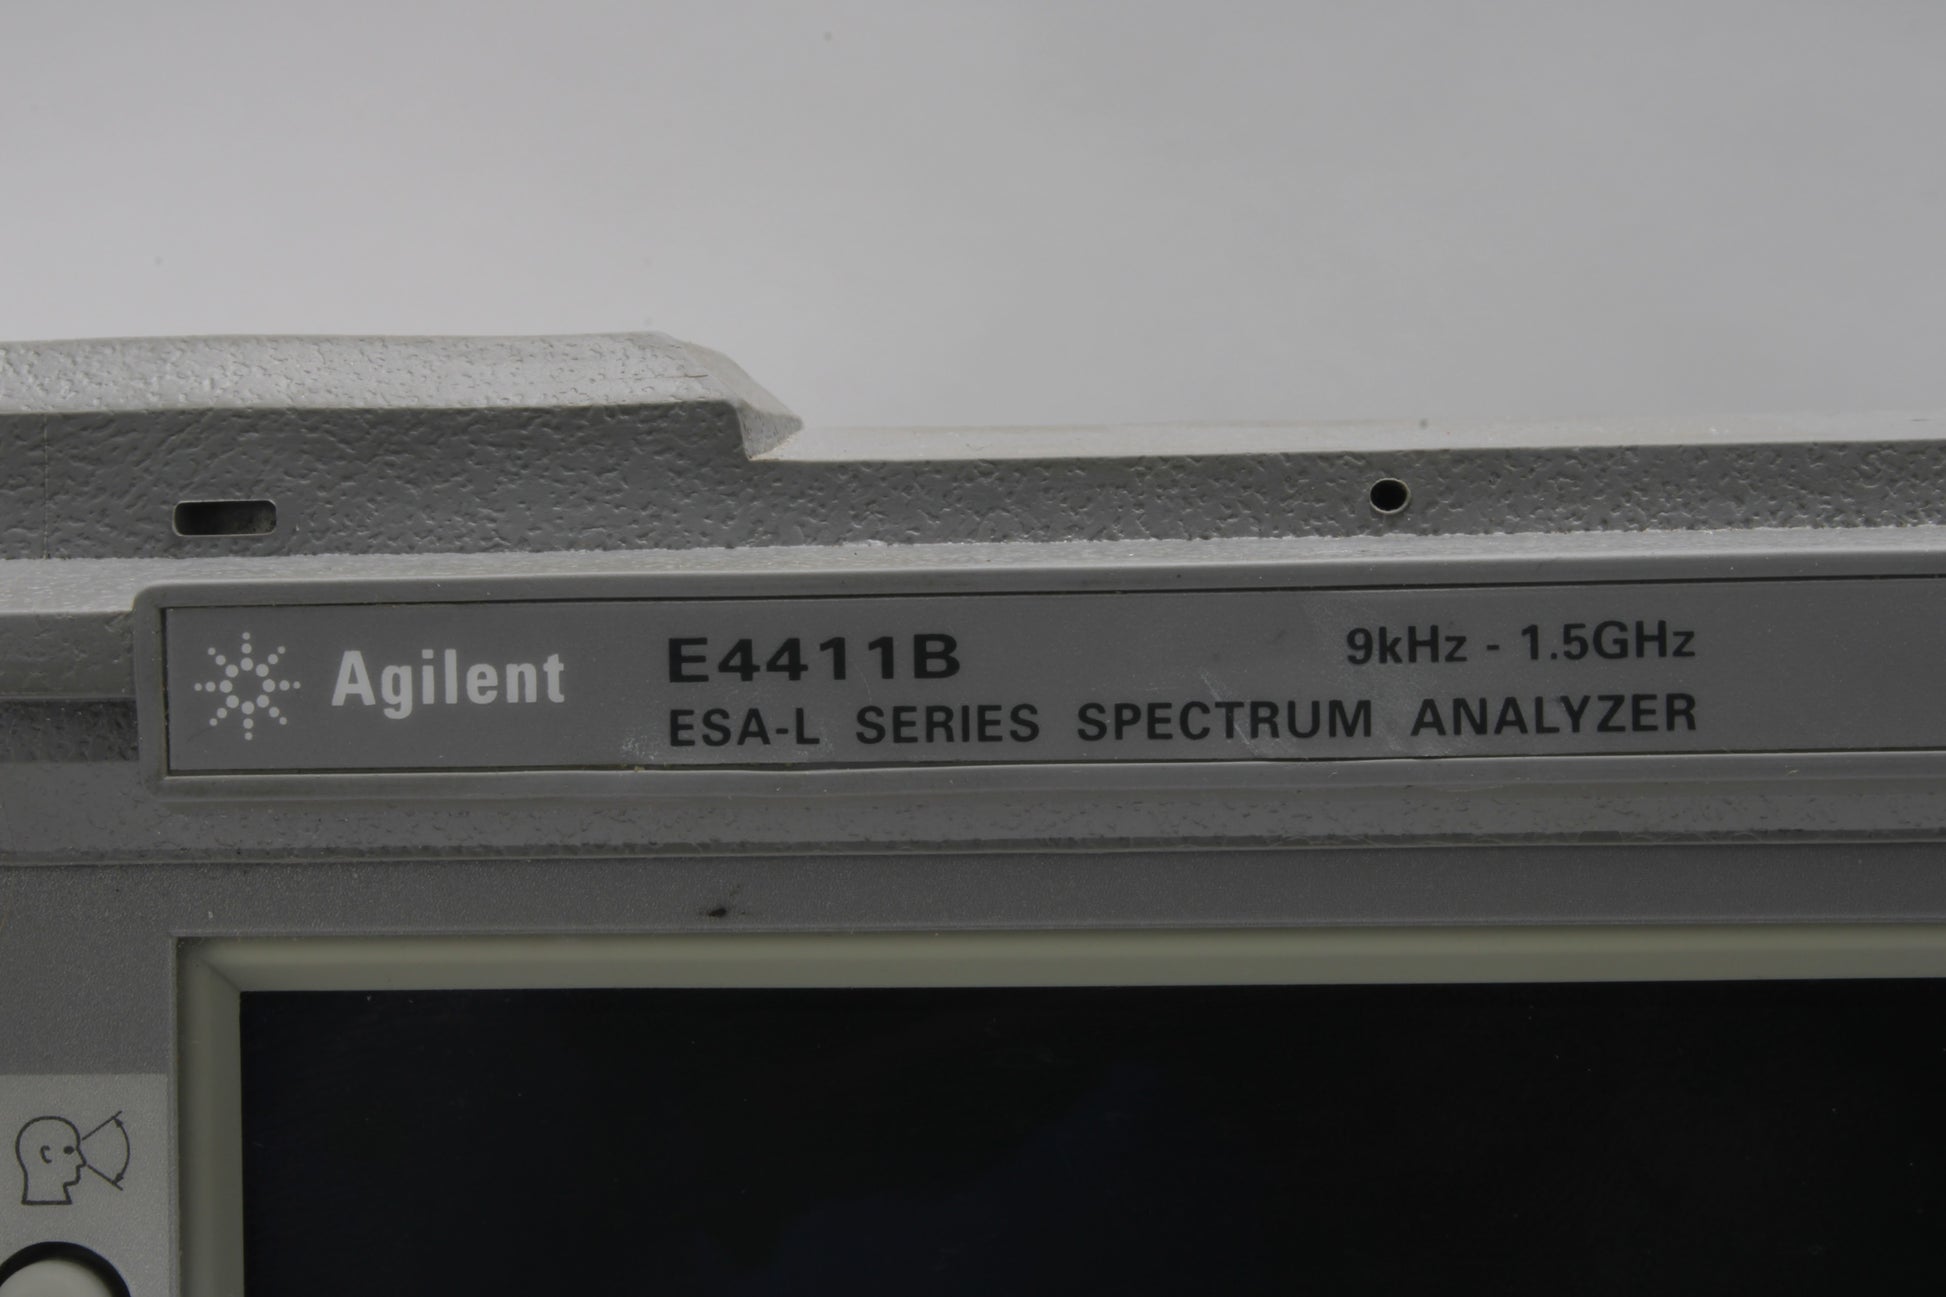 Agilent
E4411B
9kHz - 1.5GHz
ESA-L SERIES SPECTRUM ANALYZER